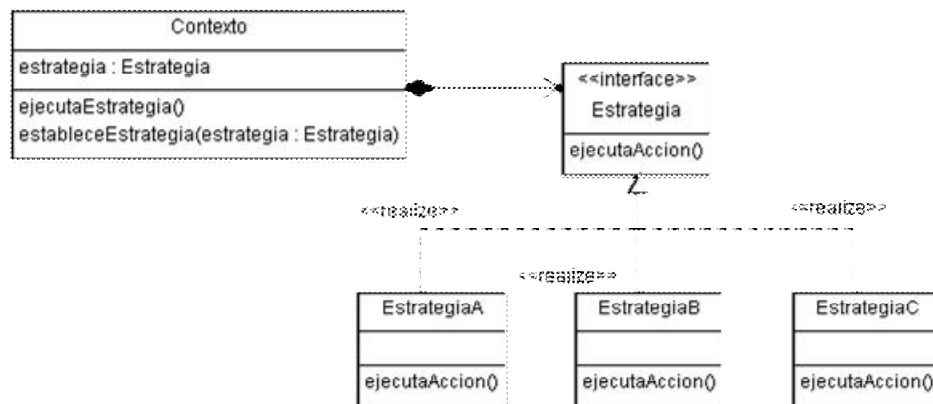 Contexto
estrategia : Estrategia
ejecutaEstrategia()
estableceEstrategia(estrategia : Estrategia)
<<interface>>
Estrategia
ejecutaAccion()
<<realize>>
<<realize>>
<<realize>>
EstrategiaA
ejecutaAccion()
EstrategiaB
ejecutaAccion()
EstrategiaC
ejecutaAccion()